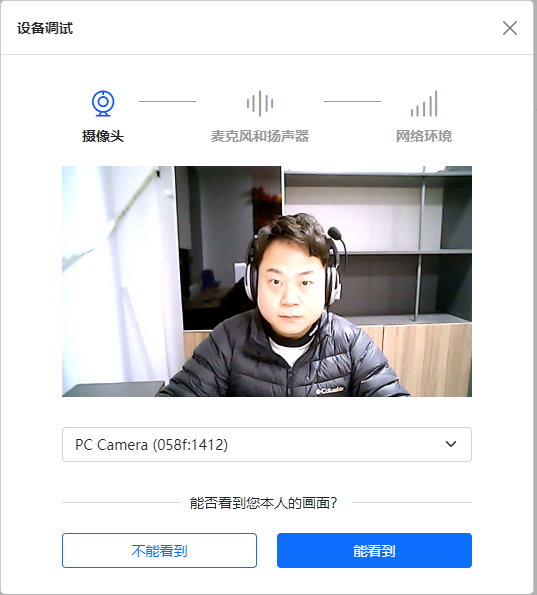 设备调试
摄像头
麦克风和扬声器
网络环境
Columbia
PC Camera (058f:1412)
能否看到您本人的画面?
不能看到
能看到